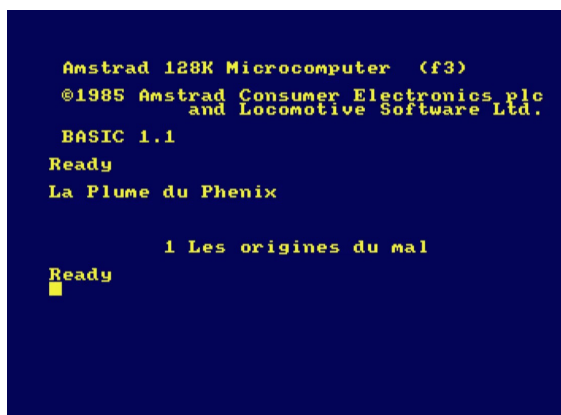 Amstrad 128K Microcomputer (f3)
©1985 Amstrad Consumer Electronics plc
and Locomotive Software Ltd.
BASIC 1.1
Ready
La Plume du Phenix
1 Les origines du mal
Ready